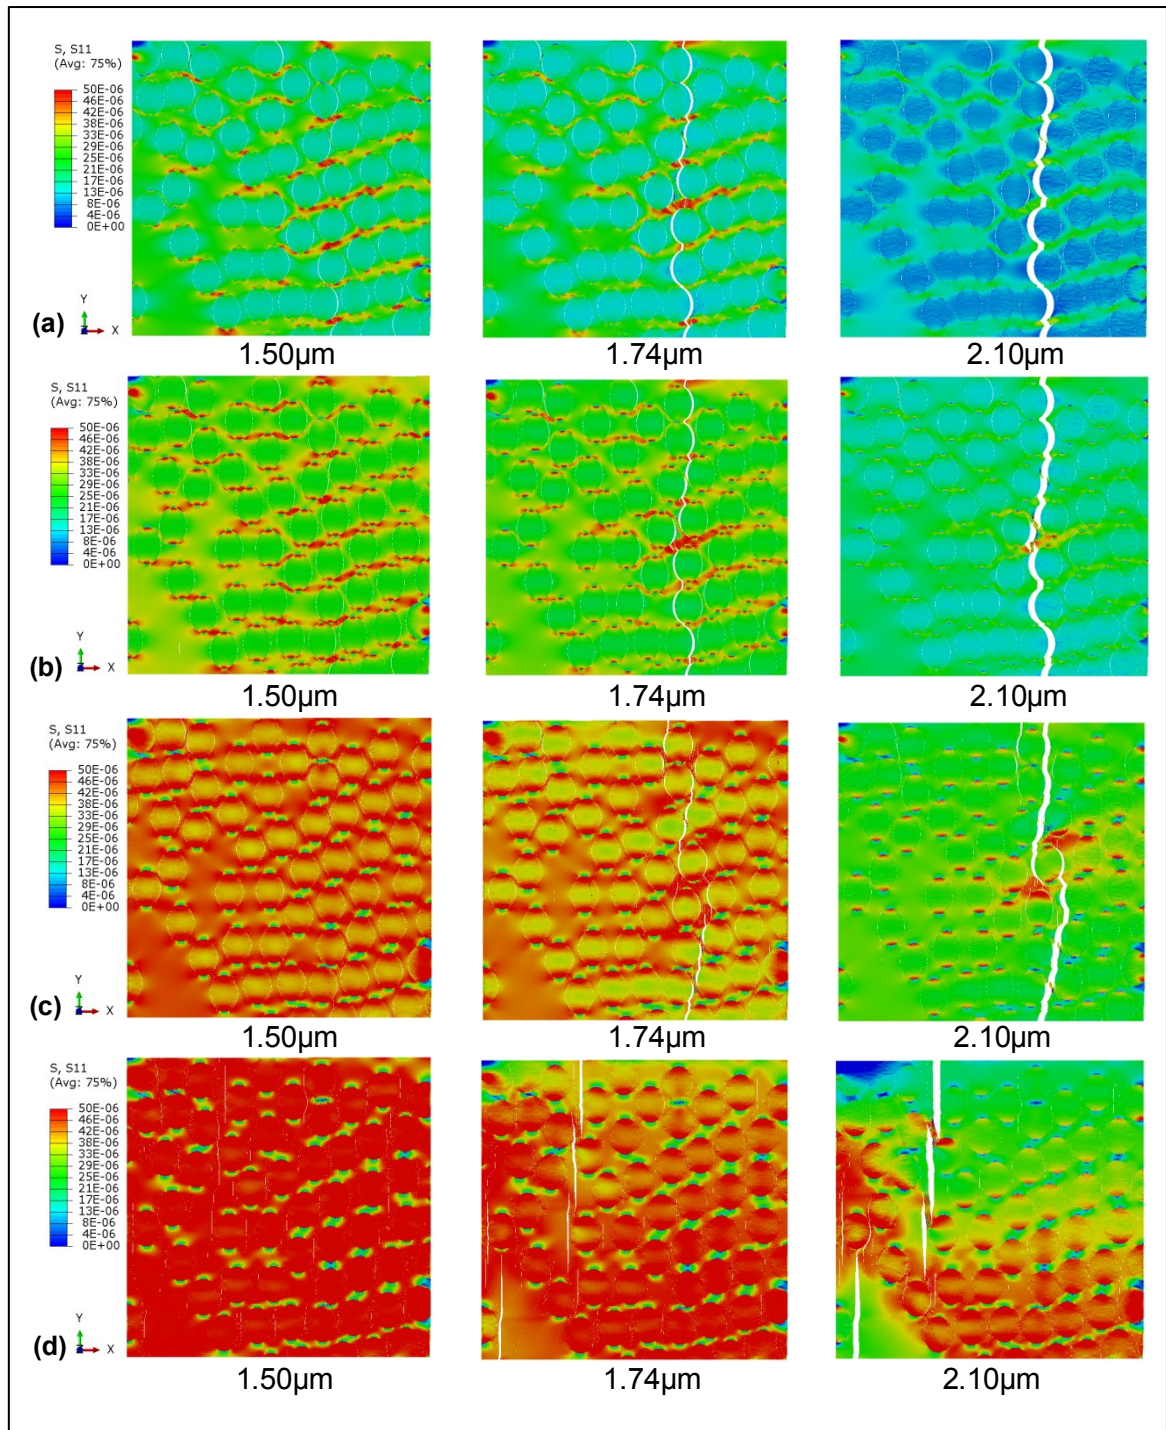 S, S11
(Avg: 75%)
50E-06
46E-06
42E-06
38E-06
33E-06
29E-06
25E-06
21E-06
17E-06
13E-06
8E-06
4E-06
0E+00
Y
X
(a)
1.50µm 1.74µm 2.10µm
S, S11
(Avg: 75%)
50E-06
46E-06
42E-06
38E-06
33E-06
29E-06
25E-06
21E-06
17E-06
13E-06
8E-06
4E-06
0E+00
Y
X
(b)
1.50µm 1.74µm 2.10µm
S, S11
(Avg: 75%)
50E-06
46E-06
42E-06
38E-06
33E-06
29E-06
25E-06
21E-06
17E-06
13E-06
8E-06
4E-06
0E+00
Y
X
(c)
1.50µm 1.74µm 2.10µm
S, S11
(Avg: 75%)
50E-06
46E-06
42E-06
38E-06
33E-06
29E-06
25E-06
21E-06
17E-06
13E-06
8E-06
4E-06
0E+00
Y
X
(d)
1.50µm 1.74µm 2.10µm